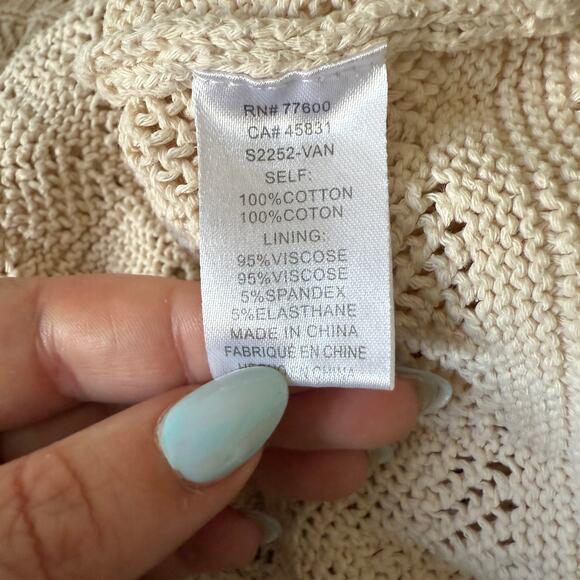 RN# 77600
CA# 45831
S2252-VAN
SELF:
100%COTTON
100%COTON
LINING:
95%VISCOSE
95%VISCOSE
5%SPANDEX
5%ELASTHANE
MADE IN CHINA
FABRIQUÉ EN CHINE
CHINA